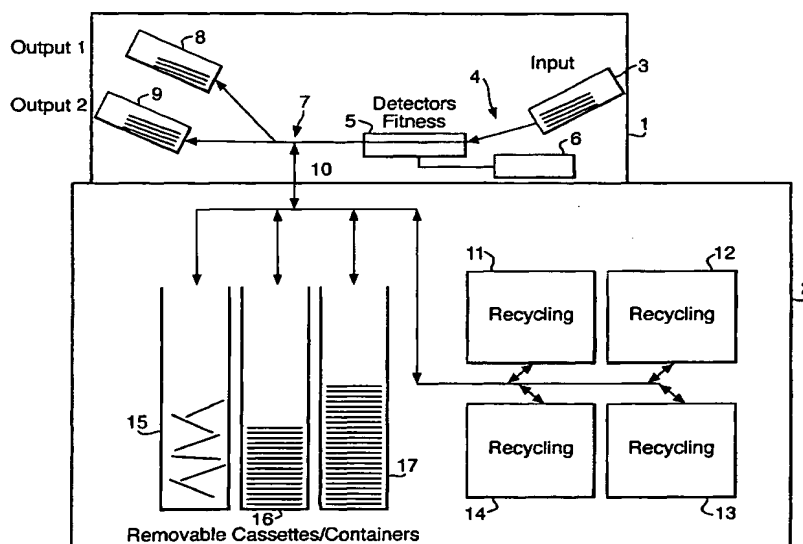 Output 1
8
Input
3
Output 2
9
4
7
Detectors
Fitness
5
1
6
10
11
12
Recycling
Recycling
2
15
Recycling
Recycling
17
16
14
13
Removable Cassettes/Containers